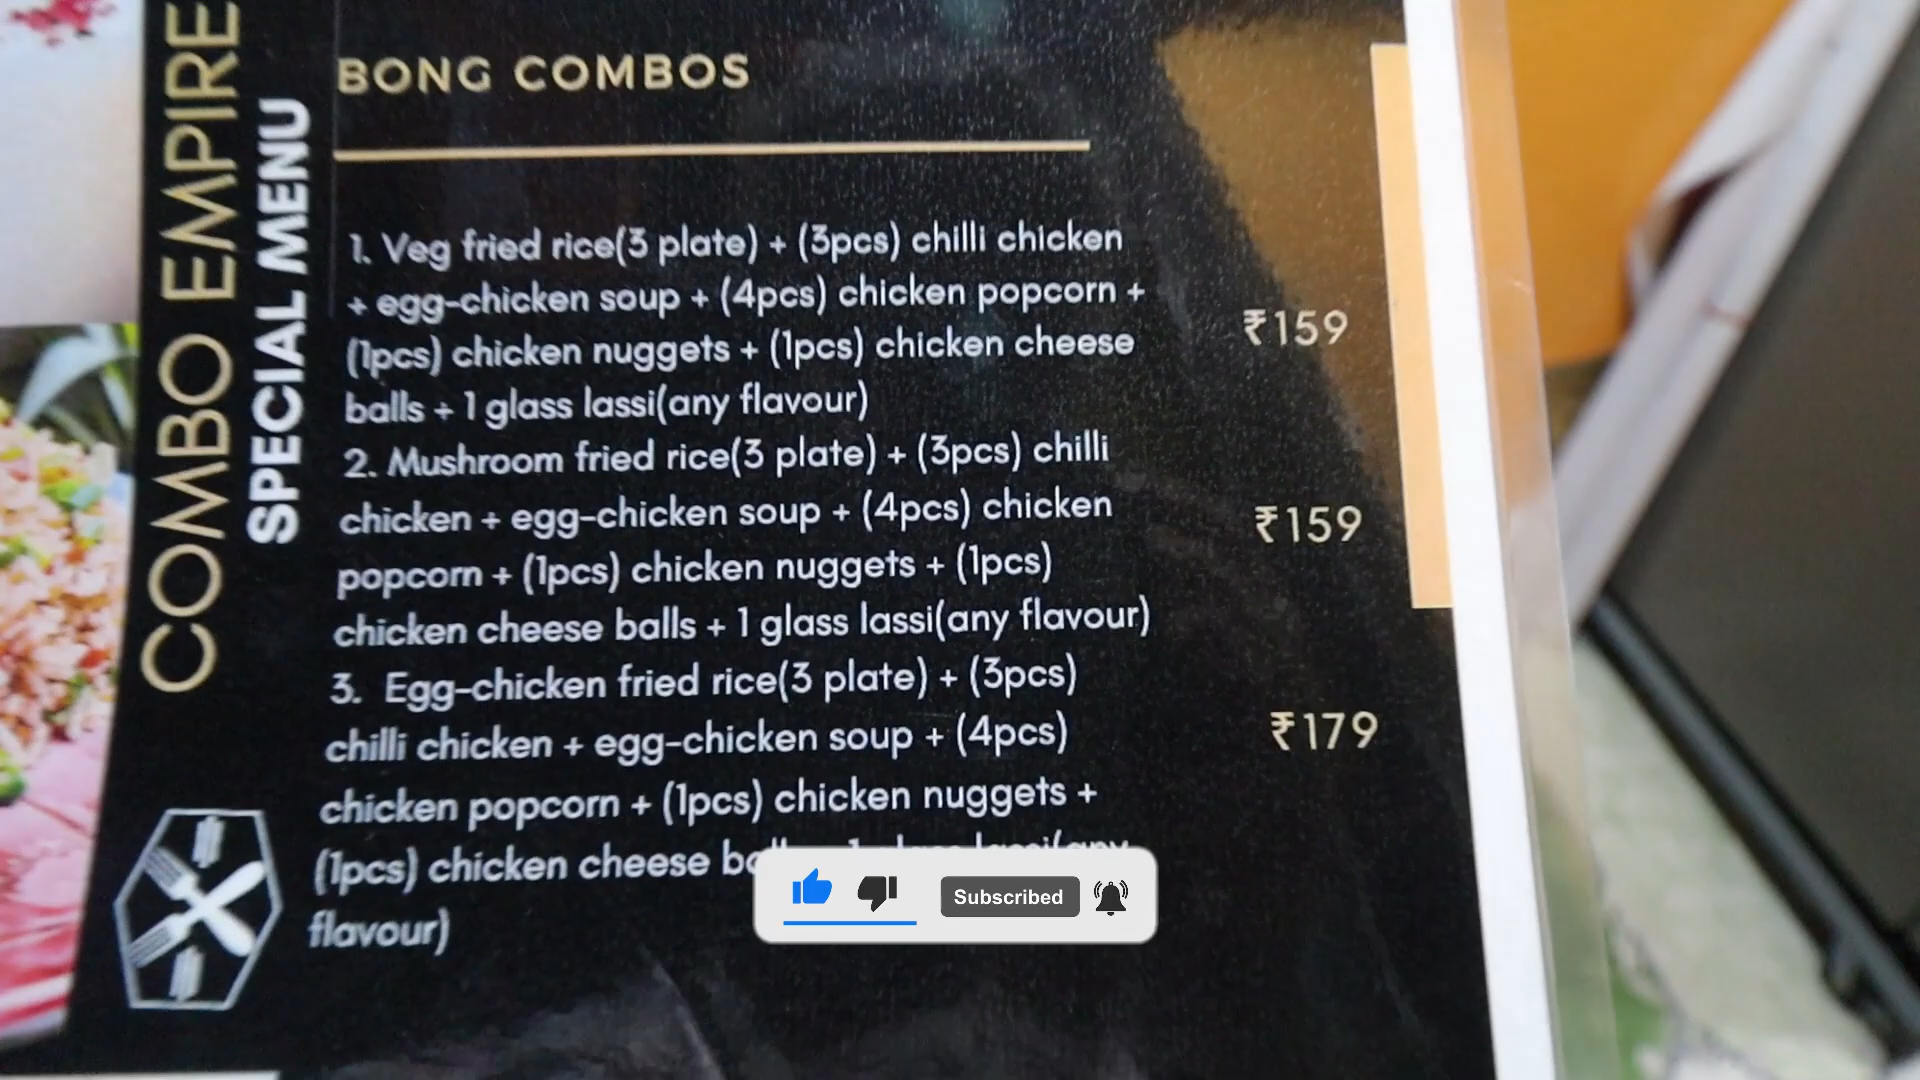 COMBO EMPIRE
SPECIAL MENU
BONG COMBOS
1. Veg fried rice(3 plate) + (3pcs) chilli chicken
+ egg-chicken soup + (4pcs) chicken popcorn +
(1pcs) chicken nuggets + (1pcs) chicken cheese
balls + 1 glass lassi(any flavour)
₹159
2. Mushroom fried rice(3 plate) + (3pcs) chilli
chicken + egg-chicken soup + (4pcs) chicken
popcorn + (1pcs) chicken nuggets + (1pcs)
chicken cheese balls + 1 glass lassi(any flavour)
₹159
3. Egg-chicken fried rice(3 plate) + (3pcs)
chilli chicken + egg-chicken soup + (4pcs)
chicken popcorn + (1pcs) chicken nuggets +
(1pcs) chicken cheese
flavour)
₹179
Subscribed